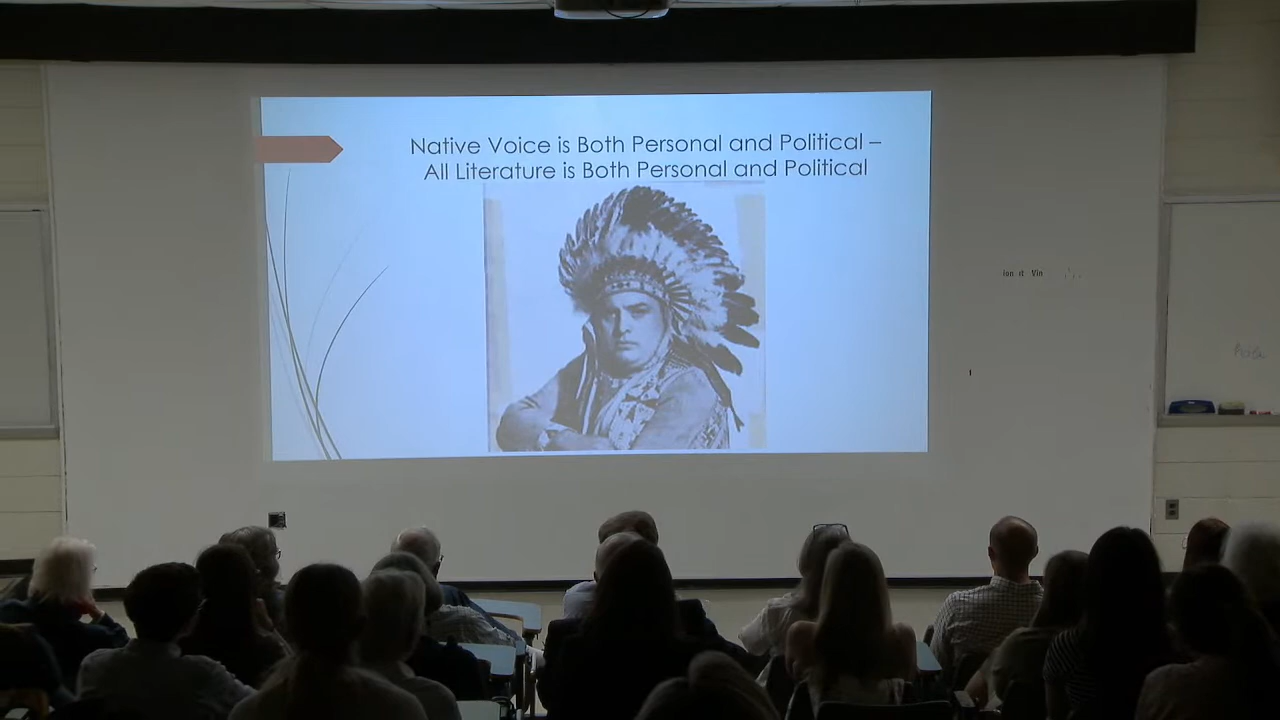 Native Voice is Both Personal and Political –
All Literature is Both Personal and Political